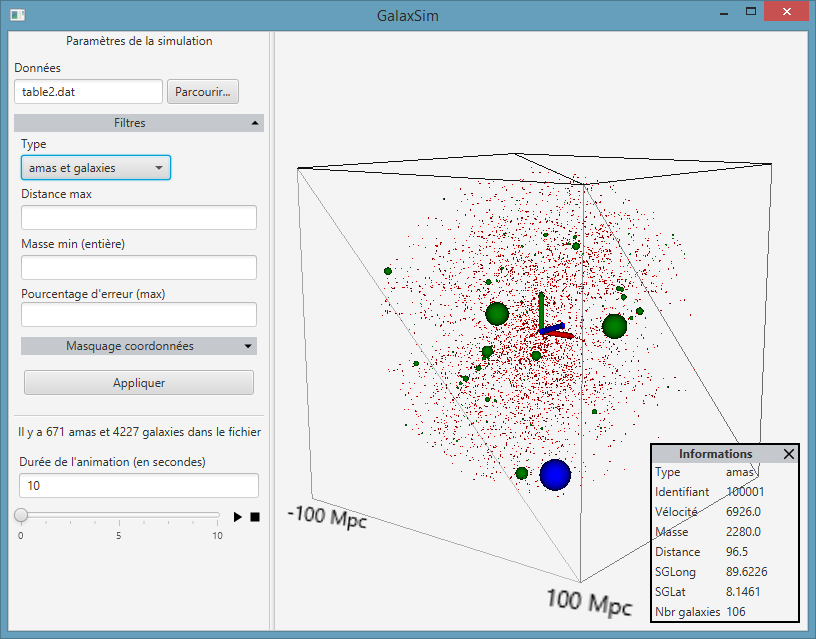 GalaxSim
Paramètres de la simulation
Données
table2.dat
Parcourir...
Filtres
Type
amas et galaxies
Distance max
Masse min (entière)
Pourcentage d'erreur (max)
Masquage coordonnées
Appliquer
Il y a 671 amas et 4227 galaxies dans le fichier
Durée de l'animation (en secondes)
10
0 5 10
-100 Mpc
100 Mpc
Informations
Type amas
Identifiant 100001
Vélocité 6926.0
Masse 2280.0
Distance 96.5
SGLong 89.6226
SGLat 8.1461
Nbr galaxies 106